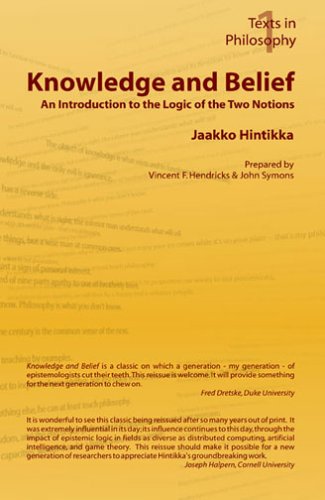 Texts in
Philosophy
1
Knowledge and Belief
An Introduction to the Logic of the Two Notions
Jaakko Hintikka
Prepared by
Vincent F. Hendricks & John Symons
Knowledge and Belief is a classic on which a generation - my generation - of
epistemologists cut their teeth. This reissue is welcome. It will provide something
for the next generation to chew on.
Fred Dretske, Duke University
It is wonderful to see this classic being reissued after so many years out of print. It
was extremely influential in its day, its influence continues to this day, through the
impact of epistemic logic in fields as diverse as distributed computing, artificial
intelligence, and game theory. This reissue should make it possible for a new
generation of researchers to appreciate Hintikka's groundbreaking work.
Joseph Halpern, Cornell University